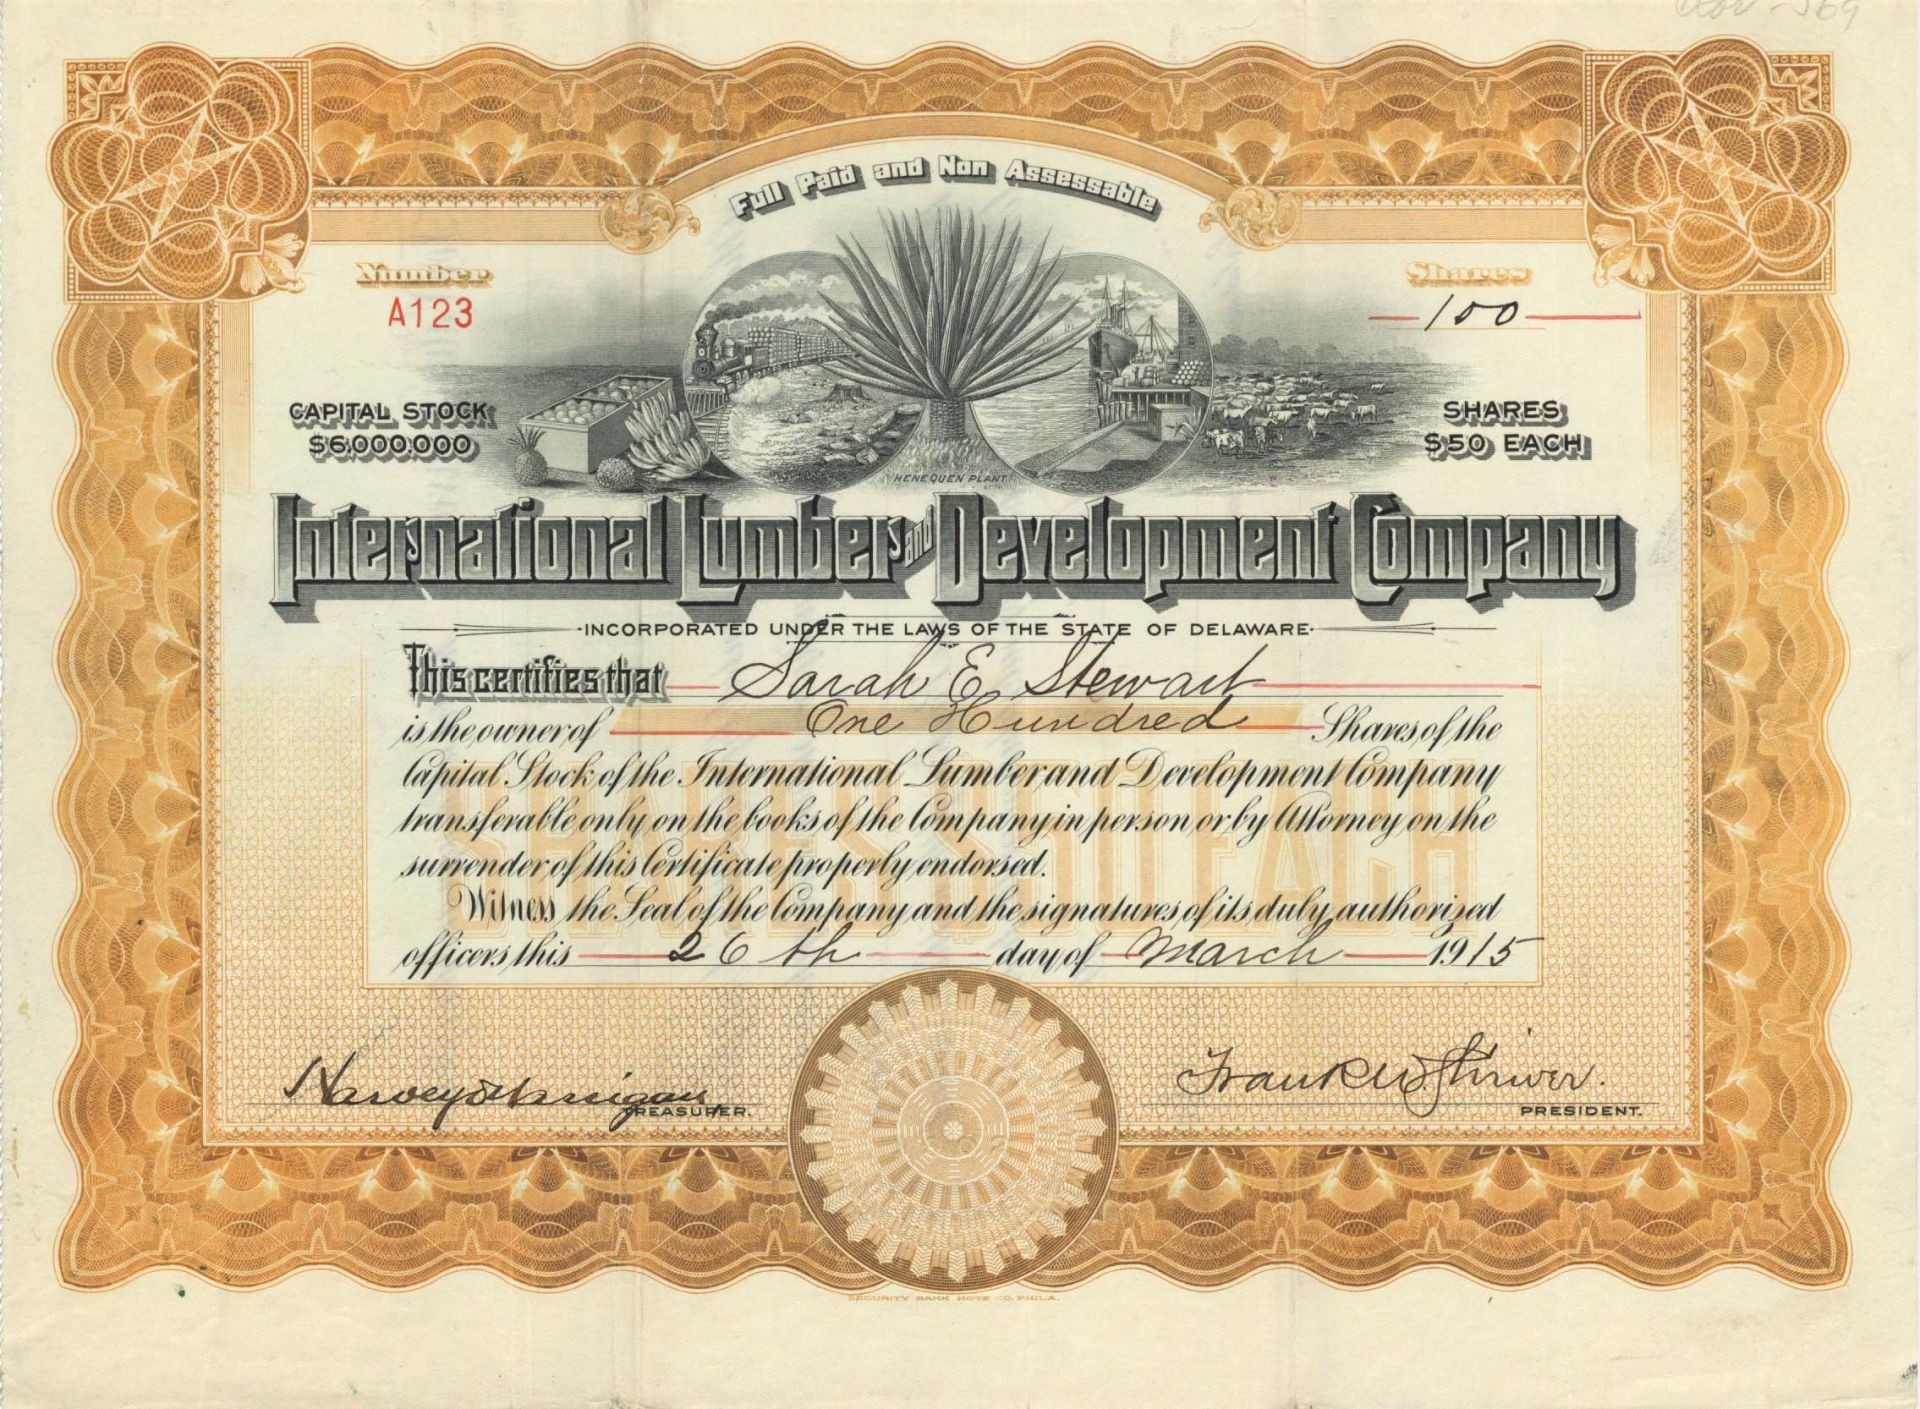 Full Paid and Non Assessable
Number
A123
Shares
100
CAPITAL STOCK
$6,000,000
SHARES
$50 EACH
HENEQUEN PLANT
International Lumber and Development Company
INCORPORATED UNDER THE LAWS OF THE STATE OF DELAWARE
This certifies that Sarah E Stewart
is the owner of One Hundred Shares of the
Capital Stock of the International Lumber and Development Company
transferable only on the books of the Company in person or by Attorney on the
surrender of this Certificate properly endorsed.
SHARES $50 EACH
Witness the Seal of the Company and the signatures of its duly authorized
officers this 26th day of March 1915
Harvey
TREASURER.
Frank W Shriver.
PRESIDENT.
SECURITY BANK NOTE CO. PHILA.